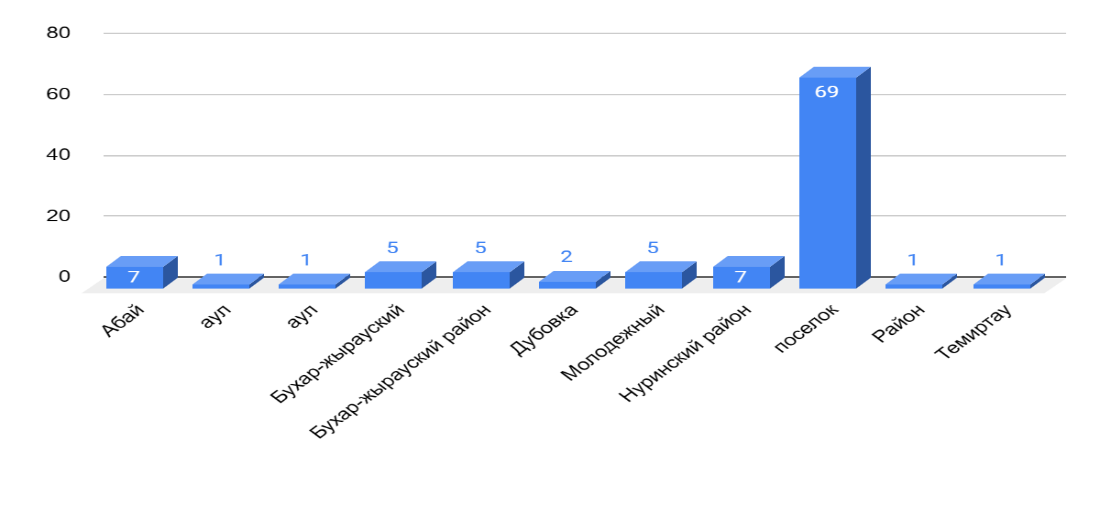 80
60
40
20
0
7
1
1
5
5
2
5
7
69
1
1
Абай
аул
аул
Бухар-жырауский
Бухар-жырауский район
Дубовка
Молодежный
Нуринский район
поселок
Район
Темиртау